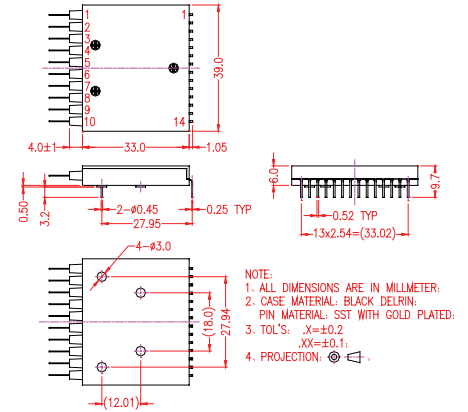 1 1
2
3
4
5
6
7
8
9
10 14
39.0
4.0±1 33.0 1.05
0.50
3.2
2-ø0.45
0.25 TYP
27.95
6.0
9.7
0.52 TYP
13x2.54=(33.02)
4-ø3.0
(18.0)
27.94
(12.01)
NOTE:
1、ALL DIMENSIONS ARE IN MILLMETER;
2、CASE MATERIAL: BLACK DELRIN;
PIN MATERIAL: SST WITH GOLD PLATED;
3、TOL'S: .X=±0.2
.XX=±0.1;
4、PROJECTION: